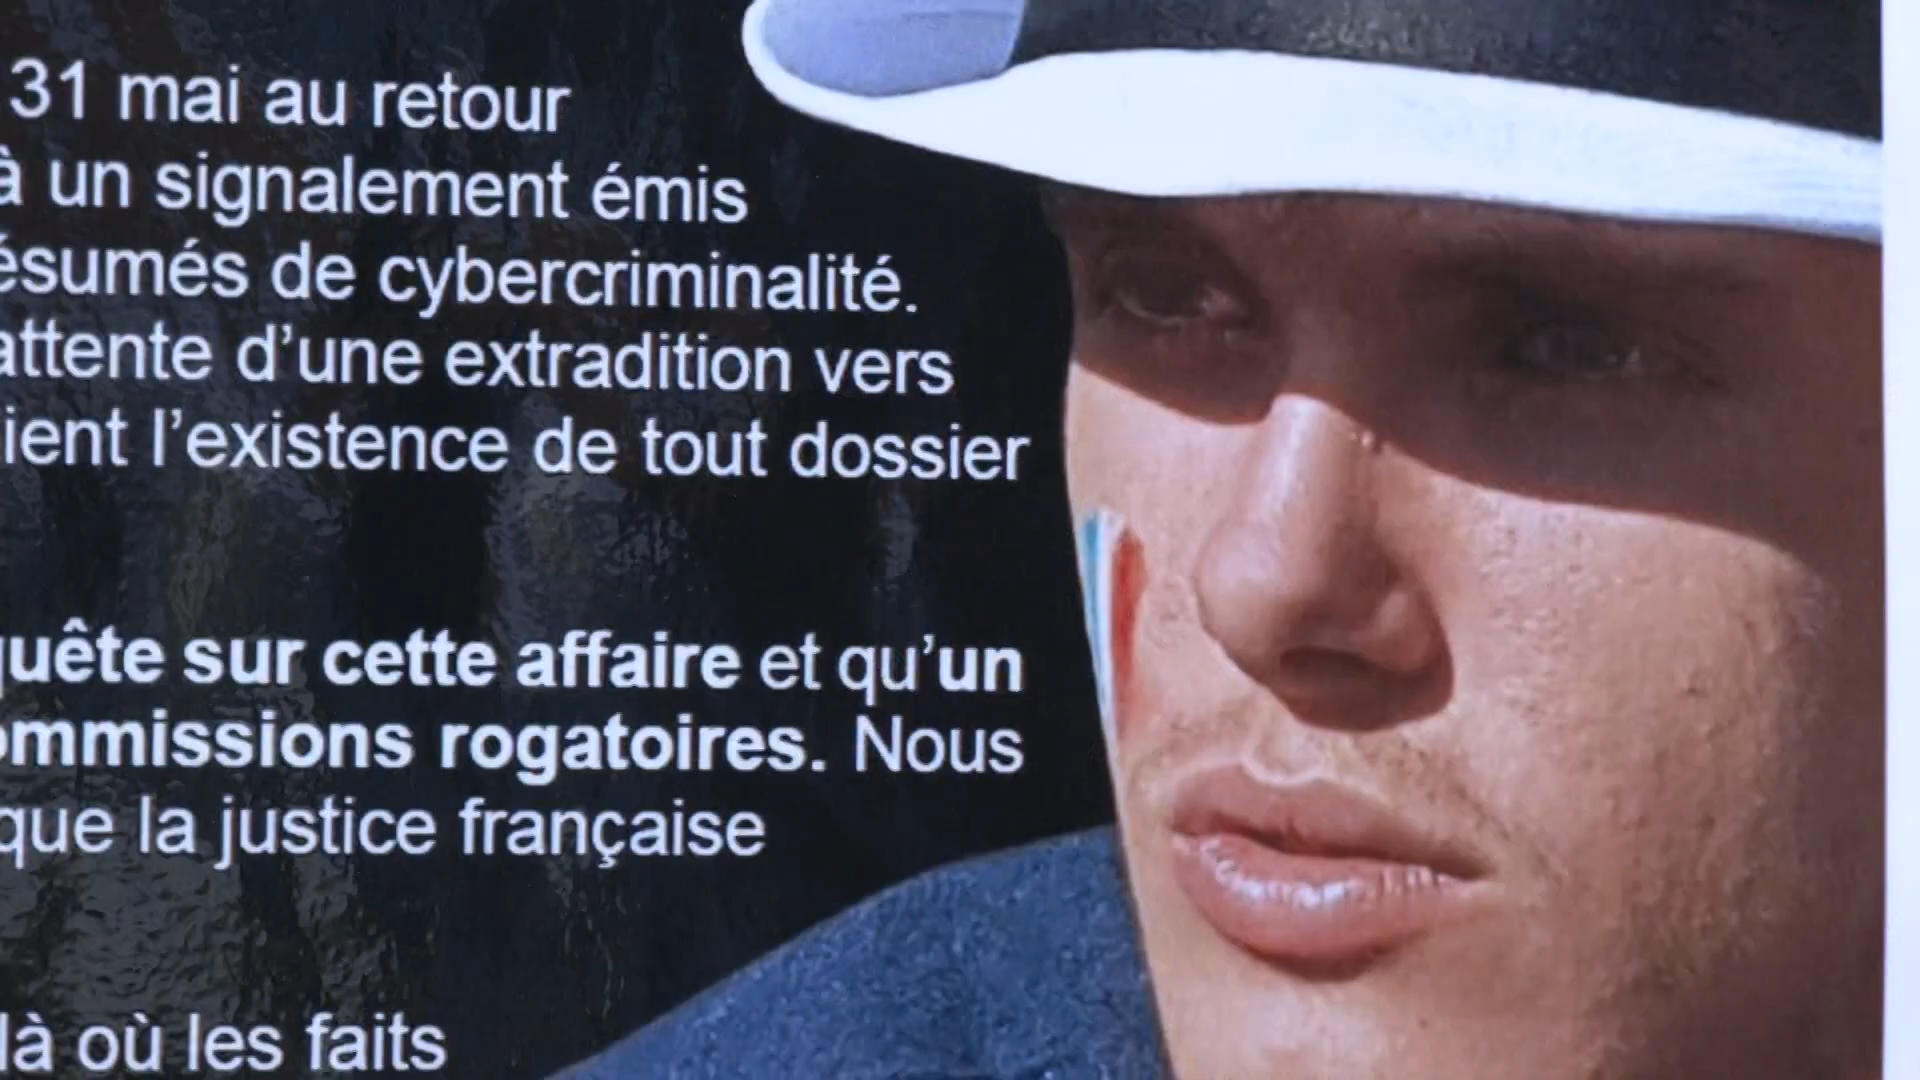 31 mai au retour
à un signalement émis
ésumés de cybercriminalité.
attente d’une extradition vers
ient l’existence de tout dossier
quête sur cette affaire et qu’un
ommissions rogatoires. Nous
que la justice française
là où les faits